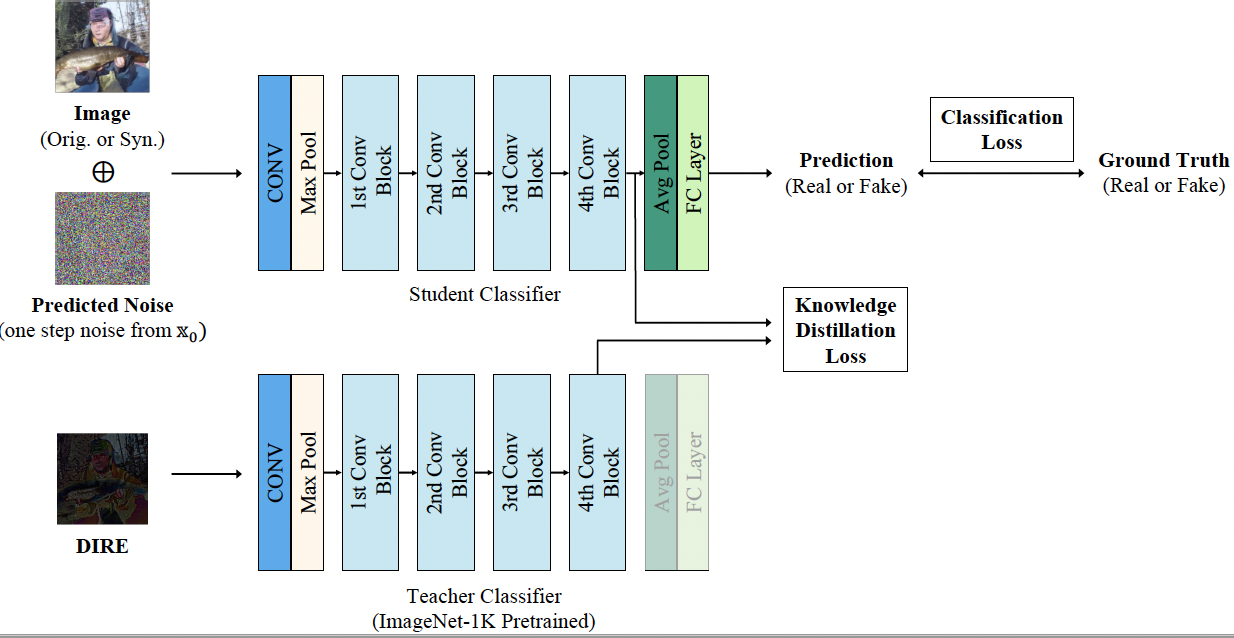 Image
(Orig. or Syn.)
⊕
Predicted Noise
(one step noise from 𝕩₀)
CONV
Max Pool
1st Conv
Block
2nd Conv
Block
3rd Conv
Block
4th Conv
Block
Avg Pool
FC Layer
Student Classifier
Prediction
(Real or Fake)
Classification
Loss
Ground Truth
(Real or Fake)
Knowledge
Distillation
Loss
DIRE
CONV
Max Pool
1st Conv
Block
2nd Conv
Block
3rd Conv
Block
4th Conv
Block
Avg Pool
FC Layer
Teacher Classifier
(ImageNet-1K Pretrained)